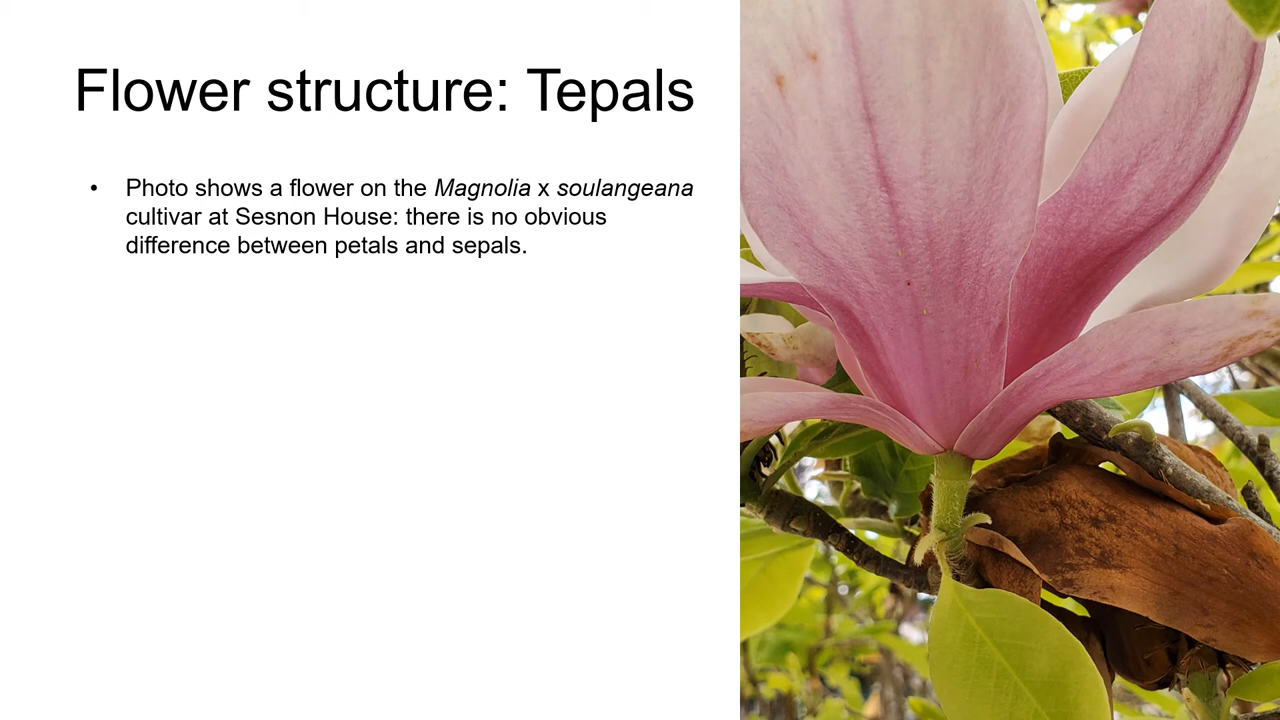 Flower structure: Tepals
• Photo shows a flower on the Magnolia x soulangeana
cultivar at Sesnon House: there is no obvious
difference between petals and sepals.